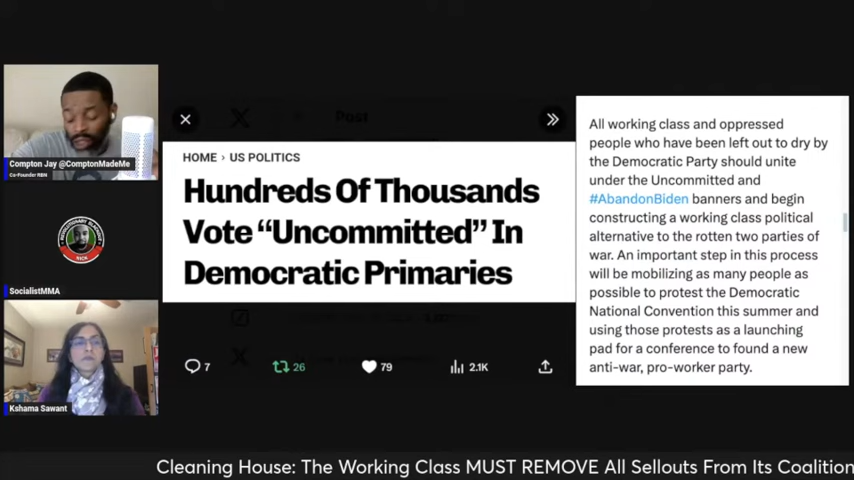 Compton Jay @ComptonMadeMe
Co-Founder RBN
REVOLUTIONARY BLACKOUT
NICK
SocialistMMA
Kshama Sawant
Post
HOME › US POLITICS
Hundreds Of Thousands
Vote “Uncommitted” In
Democratic Primaries
7
26
79
2.1K
All working class and oppressed
people who have been left out to dry by
the Democratic Party should unite
under the Uncommitted and
#AbandonBiden banners and begin
constructing a working class political
alternative to the rotten two parties of
war. An important step in this process
will be mobilizing as many people as
possible to protest the Democratic
National Convention this summer and
using those protests as a launching
pad for a conference to found a new
anti-war, pro-worker party.
Cleaning House: The Working Class MUST REMOVE All Sellouts From Its Coalition